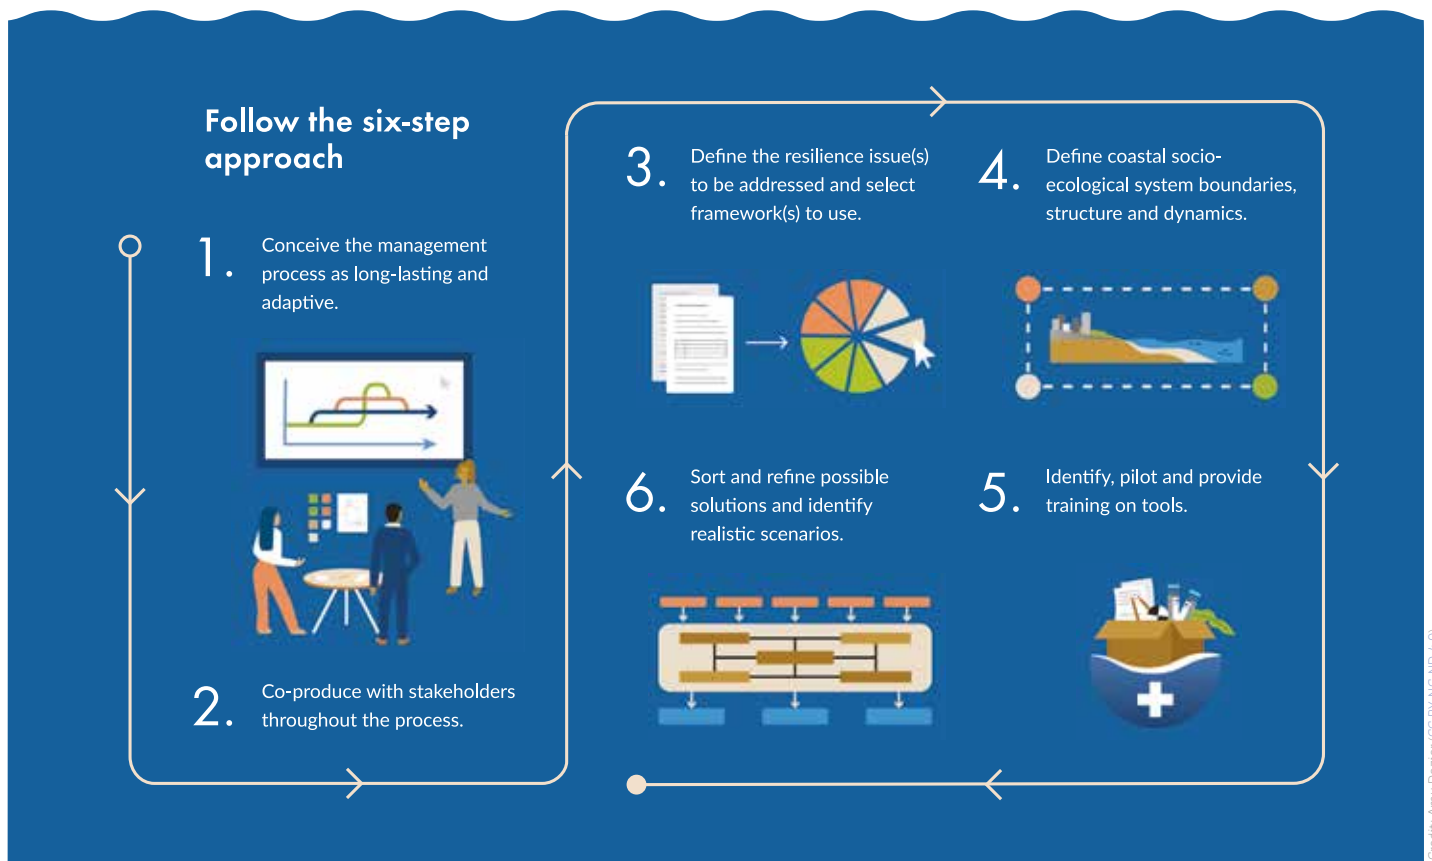 Follow the six-step
approach
1.
Conceive the management
process as long-lasting and
adaptive.
2.
Co-produce with stakeholders
throughout the process.
3.
Define the resilience issue(s)
to be addressed and select
framework(s) to use.
4.
Define coastal socio-
ecological system boundaries,
structure and dynamics.
5.
Identify, pilot and provide
training on tools.
6.
Sort and refine possible
solutions and identify
realistic scenarios.